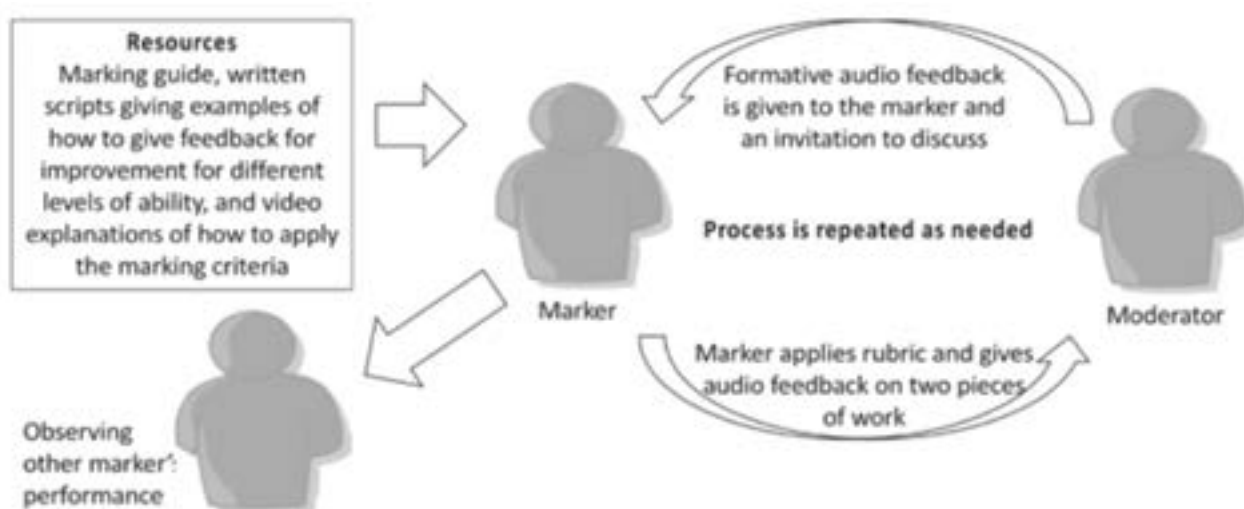 Resources
Marking guide, written
scripts giving examples of
how to give feedback for
improvement for different
levels of ability, and video
explanations of how to apply
the marking criteria
Formative audio feedback
is given to the marker and
an invitation to discuss
Process is repeated as needed
Marker
Moderator
Marker applies rubric and gives
audio feedback on two pieces
of work
Observing
other marker':
performance